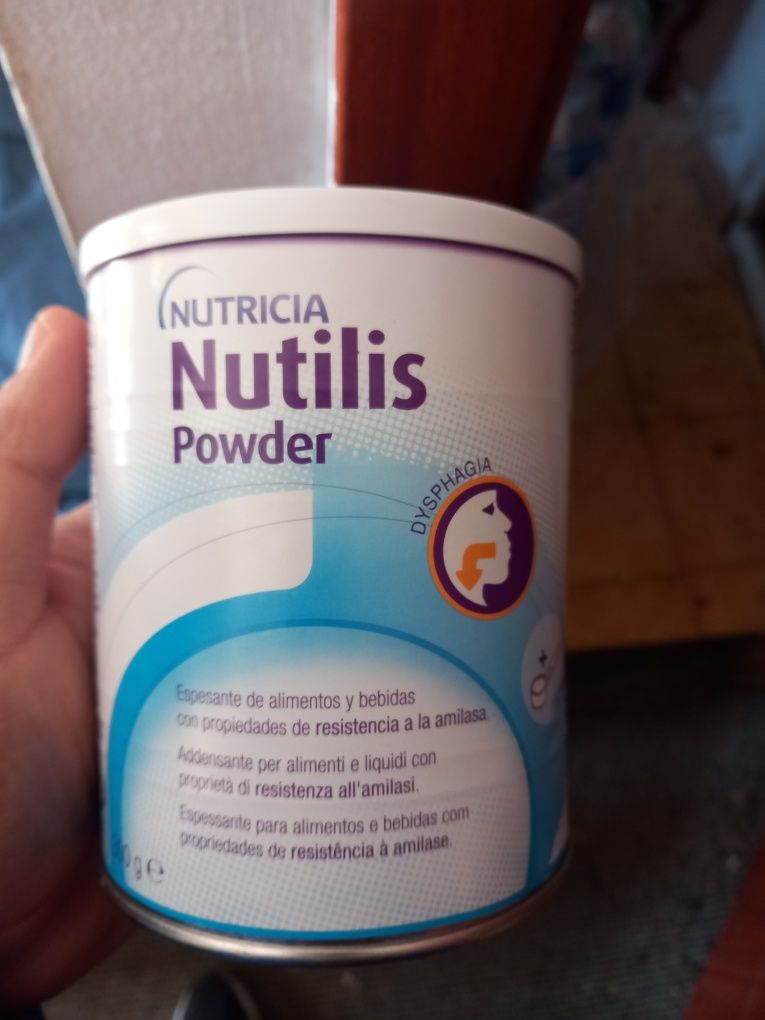 NUTRICIA
Nutilis
Powder
DYSPHAGIA
Espesante de alimentos y bebidas
con propiedades de resistencia a la amilasa.
Addensante per alimenti e liquidi con
proprietà di resistenza all'amilasi.
Espessante para alimentos e bebidas com
propriedades de resistência à amilase.
g ℮